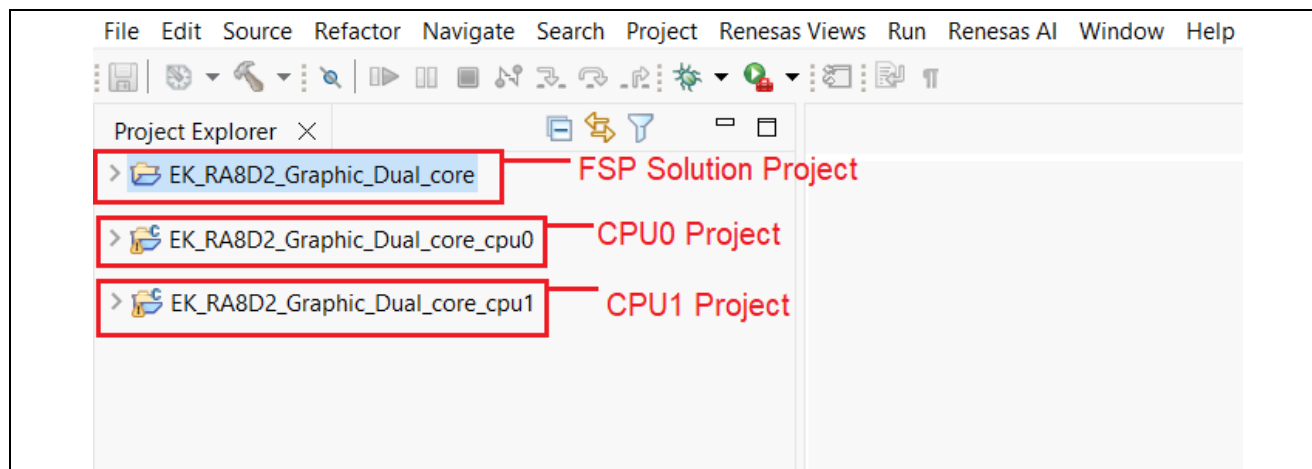 File Edit Source Refactor Navigate Search Project Renesas Views Run Renesas AI Window Help
Project Explorer
EK_RA8D2_Graphic_Dual_core
FSP Solution Project
EK_RA8D2_Graphic_Dual_core_cpu0
CPU0 Project
EK_RA8D2_Graphic_Dual_core_cpu1
CPU1 Project